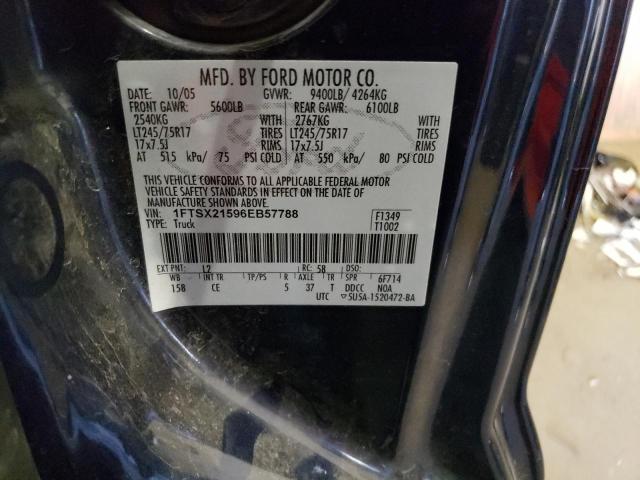 MFD. BY FORD MOTOR CO.
DATE: 10/05 GVWR: 9400LB/ 4264KG
FRONT GAWR: 5600LB REAR GAWR: 6100LB
2540KG WITH 2767KG WITH
LT245/75R17 TIRES LT245/75R17 TIRES
17x7.5J RIMS 17x7.5J RIMS
AT 515 kPa/ 75 PSI COLD AT 550 kPa/ 80 PSI COLD
THIS VEHICLE CONFORMS TO ALL APPLICABLE FEDERAL MOTOR
VEHICLE SAFETY STANDARDS IN EFFECT ON THE DATE OF
MANUFACTURE SHOWN ABOVE.
VIN: 1FTSX21596EB57788 F1349
TYPE: Truck T1002
EXT PNT: L2 RC: 58 DSO:
WB INT TR TP/PS R AXLE TR SPR 6F714
158 CE 5 37 T DDCC NOA
UTC ▽5U5A-1520472-BA
Ford